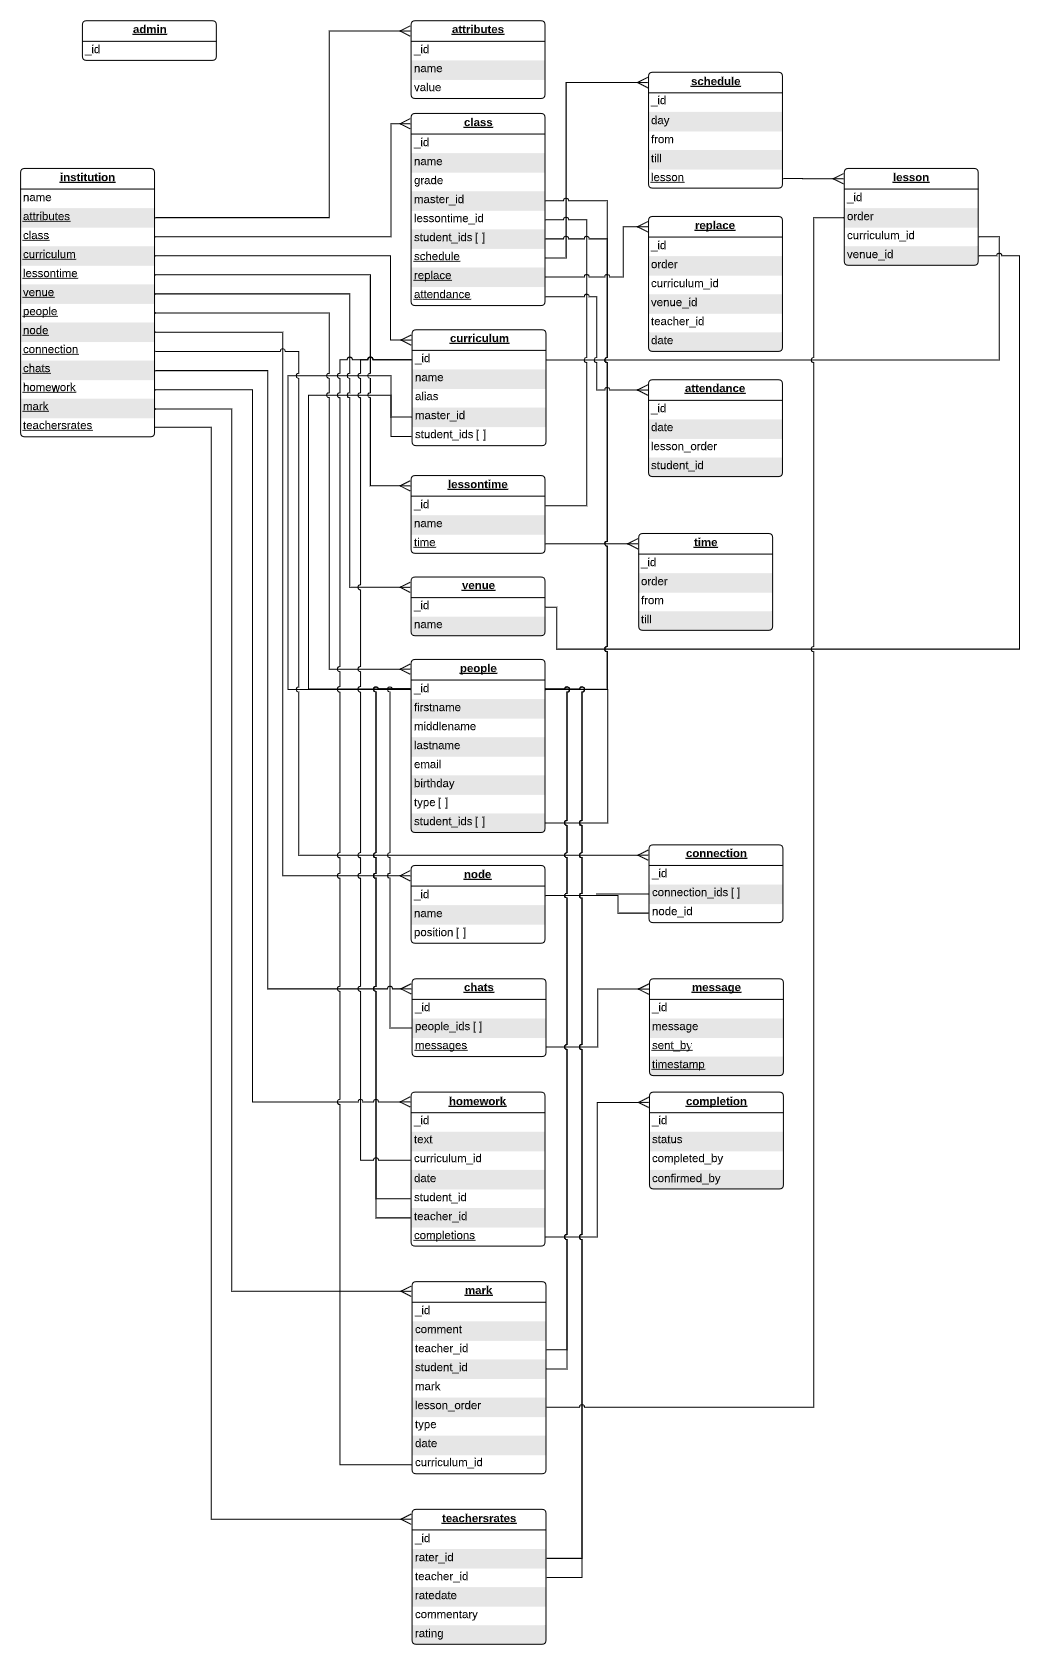 admin
_id
institution
name
attributes
class
curriculum
lessontime
venue
people
node
connection
chats
homework
mark
teachersrates
attributes
_id
name
value
class
_id
name
grade
master_id
lessontime_id
student_ids [ ]
schedule
replace
attendance
curriculum
_id
name
alias
master_id
student_ids [ ]
lessontime
_id
name
time
venue
_id
name
people
_id
firstname
middlename
lastname
email
birthday
type [ ]
student_ids [ ]
node
_id
name
position [ ]
chats
_id
people_ids [ ]
messages
homework
_id
text
curriculum_id
date
student_id
teacher_id
completions
mark
_id
comment
teacher_id
student_id
mark
lesson_order
type
date
curriculum_id
teachersrates
_id
rater_id
teacher_id
ratedate
commentary
rating
schedule
_id
day
from
till
lesson
replace
_id
order
curriculum_id
venue_id
teacher_id
date
attendance
_id
date
lesson_order
student_id
time
_id
order
from
till
connection
_id
connection_ids [ ]
node_id
message
_id
message
sent_by
timestamp
completion
_id
status
completed_by
confirmed_by
lesson
_id
order
curriculum_id
venue_id